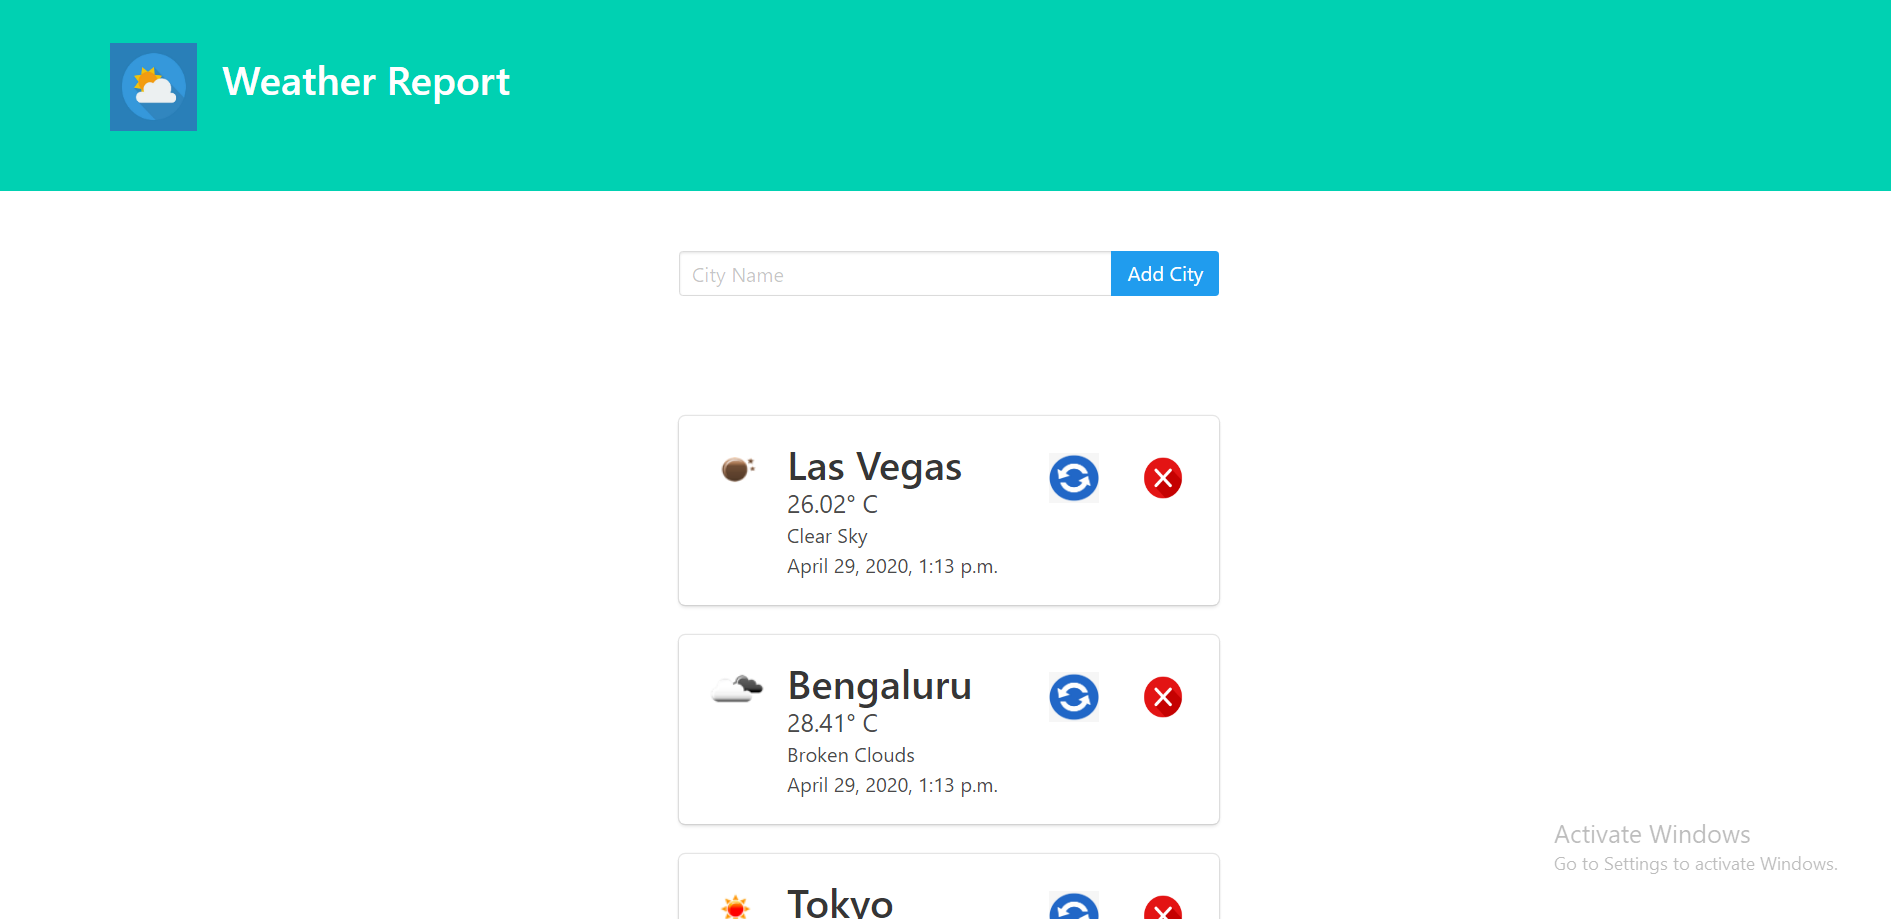 Weather Report
City Name
Add City
Las Vegas
26.02° C
Clear Sky
April 29, 2020, 1:13 p.m.
Bengaluru
28.41° C
Broken Clouds
April 29, 2020, 1:13 p.m.
Tokyo
Activate Windows
Go to Settings to activate Windows.